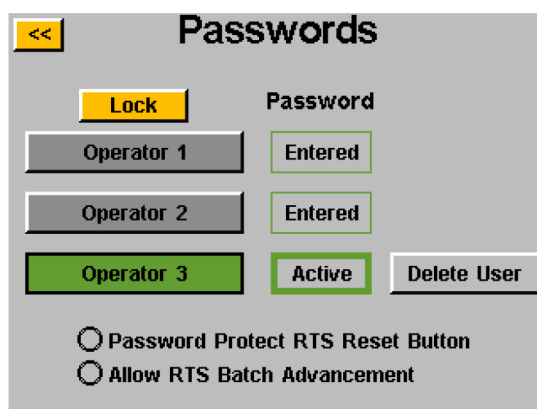 << Passwords
Lock Password
Operator 1 Entered
Operator 2 Entered
Operator 3 Active Delete User
Password Protect RTS Reset Button
Allow RTS Batch Advancement